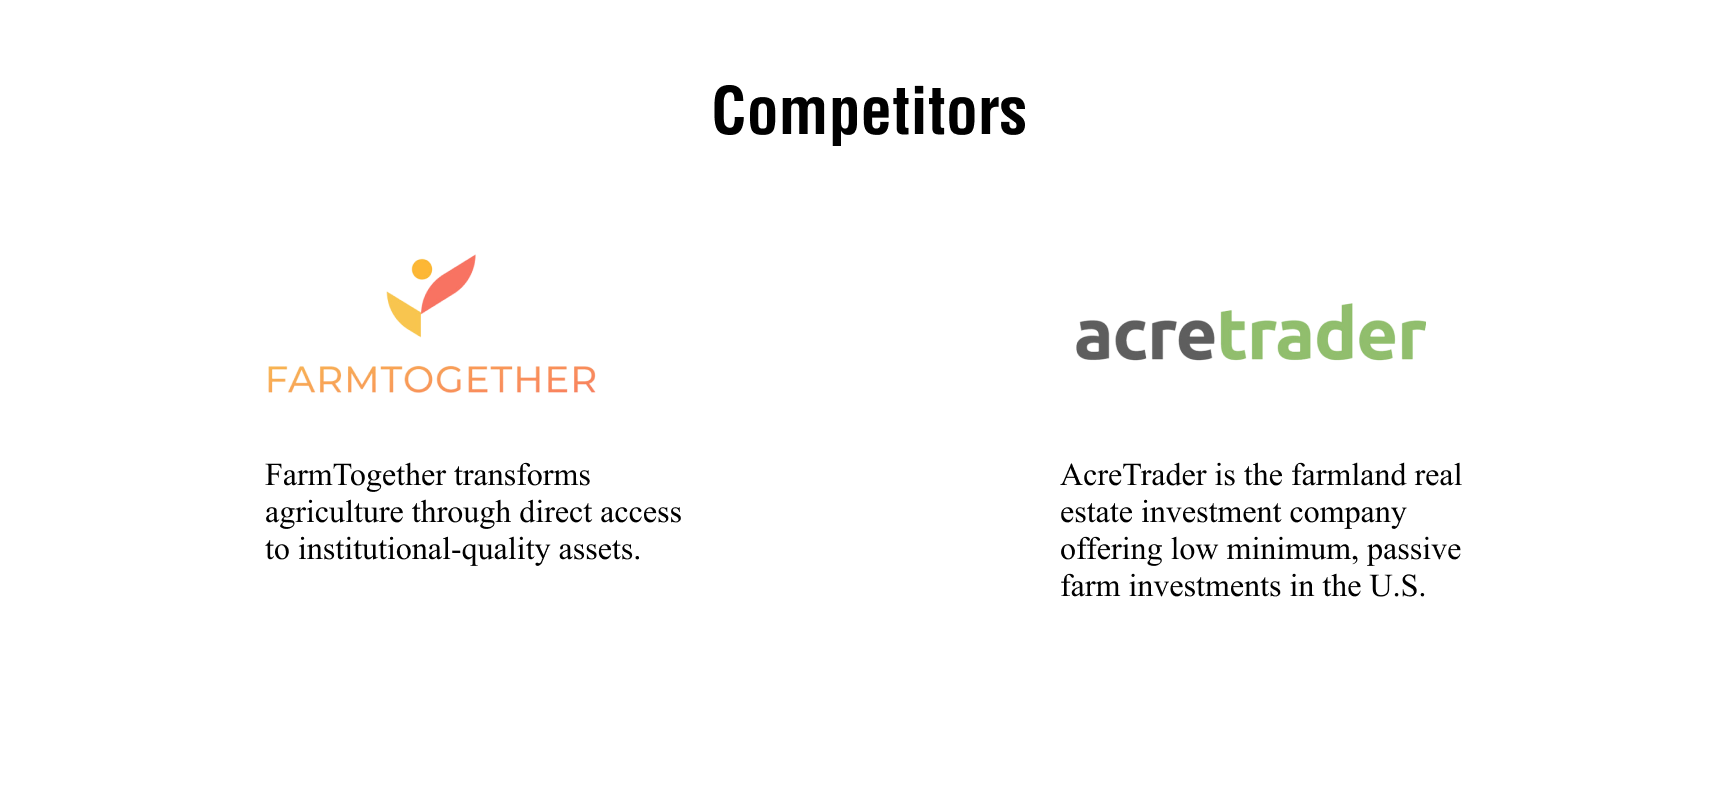 Competitors
FARMTOGETHER
FarmTogether transforms
agriculture through direct access
to institutional-quality assets.
acretrader
AcreTrader is the farmland real
estate investment company
offering low minimum, passive
farm investments in the U.S.